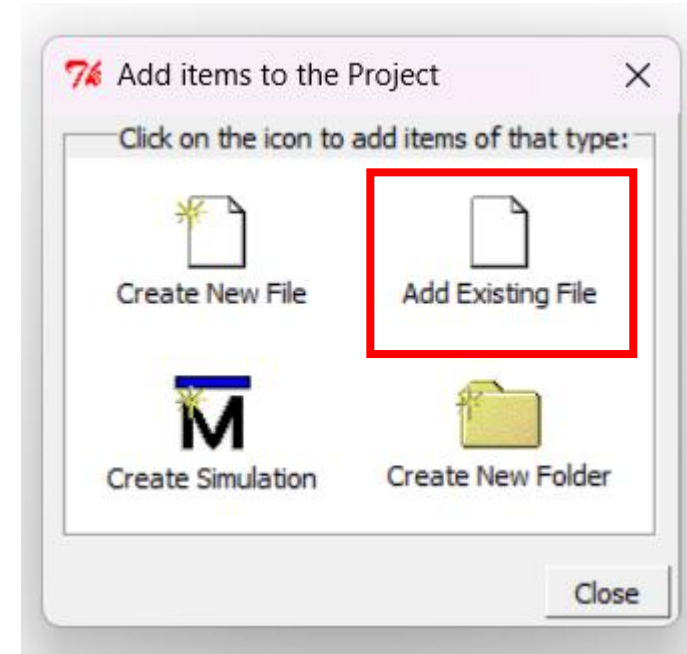 7% Add items to the Project
Click on the icon to add items of that type:
Create New File
Add Existing File
M
Create Simulation
Create New Folder
Close